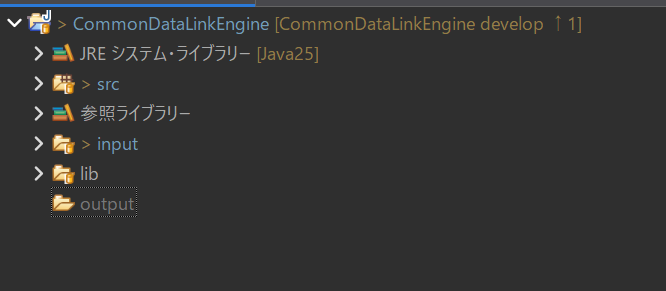 > CommonDataLinkEngine [CommonDataLinkEngine develop ↑1]
JRE システム・ライブラリー [Java25]
> src
参照ライブラリー
> input
lib
output